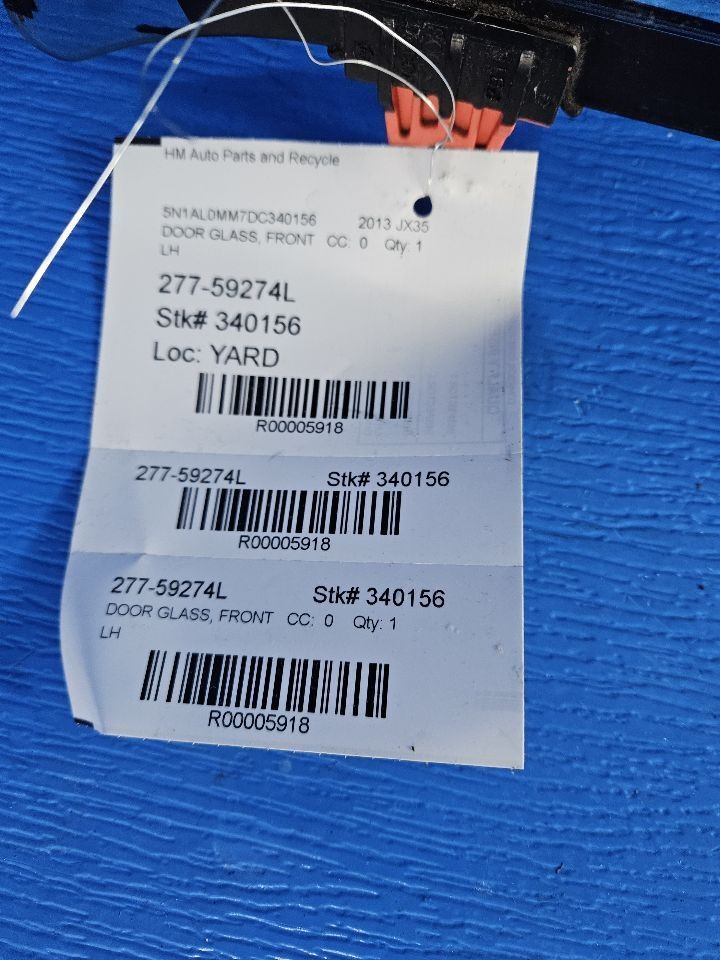 HM Auto Parts and Recycle
5N1AL0MM7DC340156 2013 JX35
DOOR GLASS, FRONT CC: 0 Qty: 1
LH
277-59274L
Stk# 340156
Loc: YARD
R00005918
277-59274L Stk# 340156
R00005918
277-59274L Stk# 340156
DOOR GLASS, FRONT CC: 0 Qty: 1
LH
R00005918